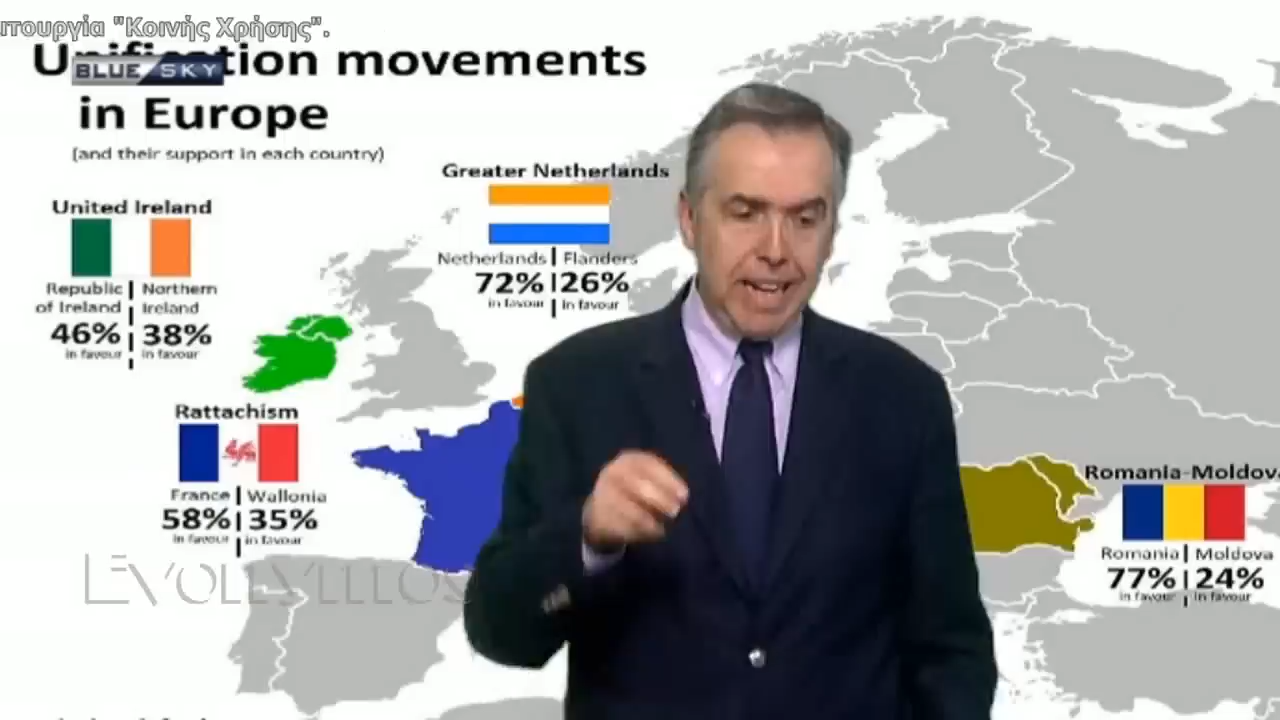 ιτουργία "Κοινής Χρήσης".
Unification movements
BLUE SKY
in Europe
(and their support in each country)
United Ireland
Republic of Ireland
46%
in favour
Northern Ireland
38%
in favour
Greater Netherlands
Netherlands
72%
in favour
Flanders
26%
in favour
Rattachism
France
58%
in favour
Wallonia
35%
in favour
Romania-Moldova
Romania
77%
in favour
Moldova
24%
in favour